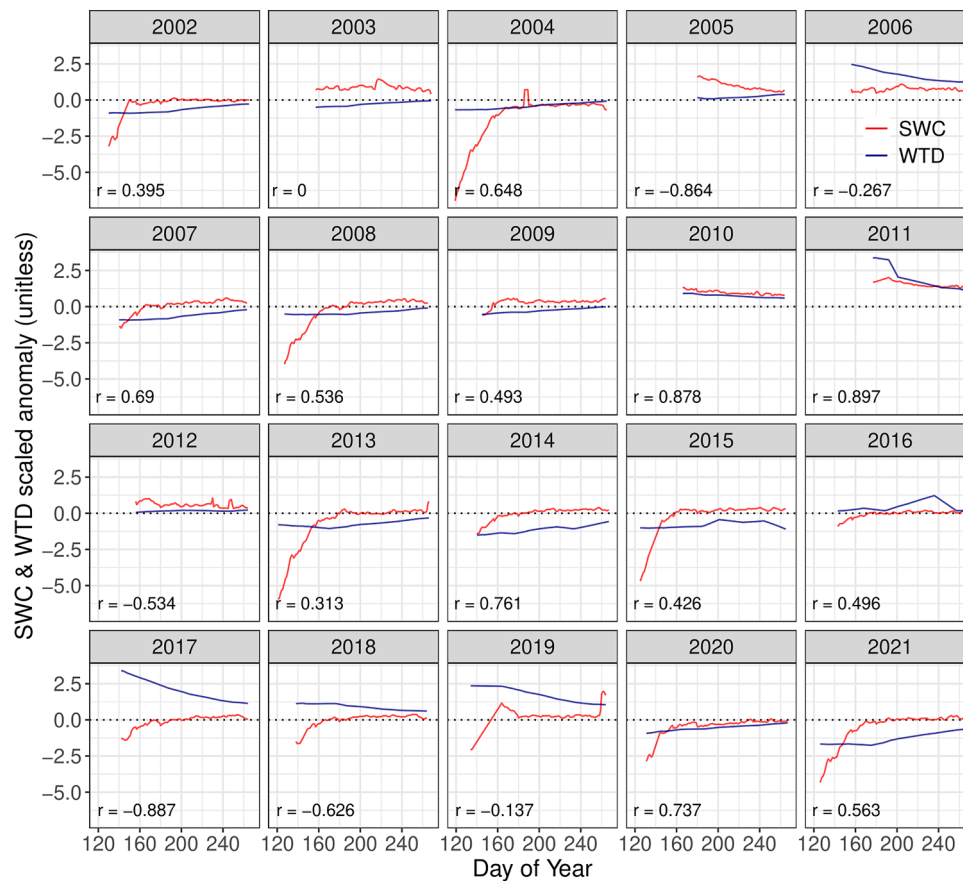 2002 2003 2004 2005 2006
2.5
0.0
−2.5
−5.0
SWC
WTD
r = 0.395 r = 0 r = 0.648 r = −0.864 r = −0.267
2007 2008 2009 2010 2011
2.5
0.0
−2.5
−5.0
r = 0.69 r = 0.536 r = 0.493 r = 0.878 r = 0.897
2012 2013 2014 2015 2016
2.5
0.0
−2.5
−5.0
r = −0.534 r = 0.313 r = 0.761 r = 0.426 r = 0.496
2017 2018 2019 2020 2021
2.5
0.0
−2.5
−5.0
r = −0.887 r = −0.626 r = −0.137 r = 0.737 r = 0.563
120 160 200 240 120 160 200 240 120 160 200 240 120 160 200 240 120 160 200 240
Day of Year
SWC & WTD scaled anomaly (unitless)